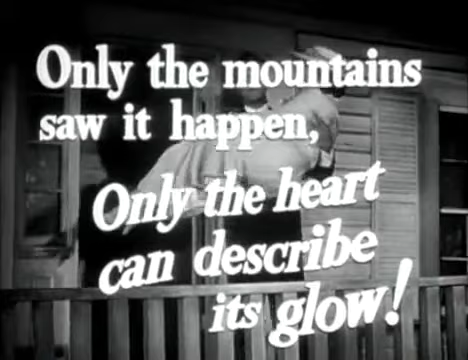 Only the mountains
saw it happen,
Only the heart
can describe
its glow!